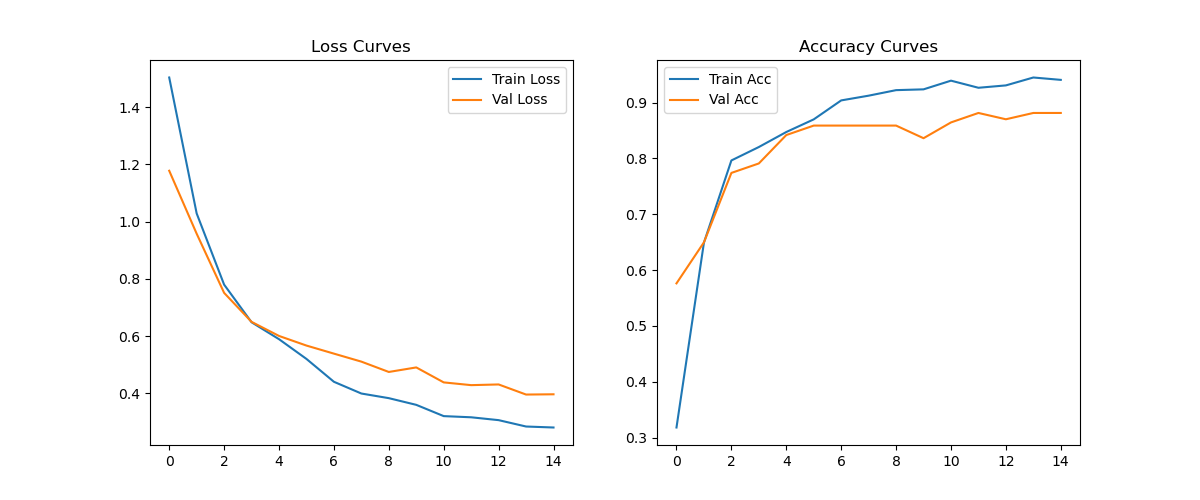 Loss Curves
Train Loss
Val Loss
1.4
1.2
1.0
0.8
0.6
0.4
0 2 4 6 8 10 12 14
Accuracy Curves
Train Acc
Val Acc
0.9
0.8
0.7
0.6
0.5
0.4
0.3
0 2 4 6 8 10 12 14